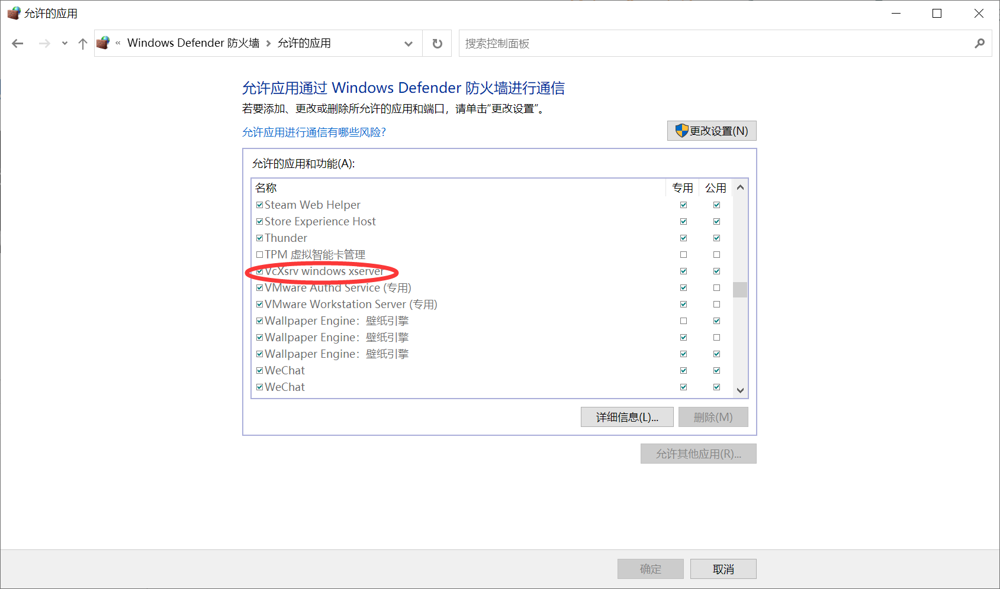 允许的应用
« Windows Defender 防火墙 › 允许的应用
搜索控制面板
允许应用通过 Windows Defender 防火墙进行通信
若要添加、更改或删除所允许的应用和端口，请单击“更改设置”。
允许应用进行通信有哪些风险?
更改设置(N)
允许的应用和功能(A):
名称 专用 公用
Steam Web Helper
Store Experience Host
Thunder
TPM 虚拟智能卡管理
VcXsrv windows xserver
VMware Authd Service (专用)
VMware Workstation Server (专用)
Wallpaper Engine：壁纸引擎
Wallpaper Engine：壁纸引擎
Wallpaper Engine：壁纸引擎
WeChat
WeChat
详细信息(L)... 删除(M)
允许其他应用(R)...
确定 取消